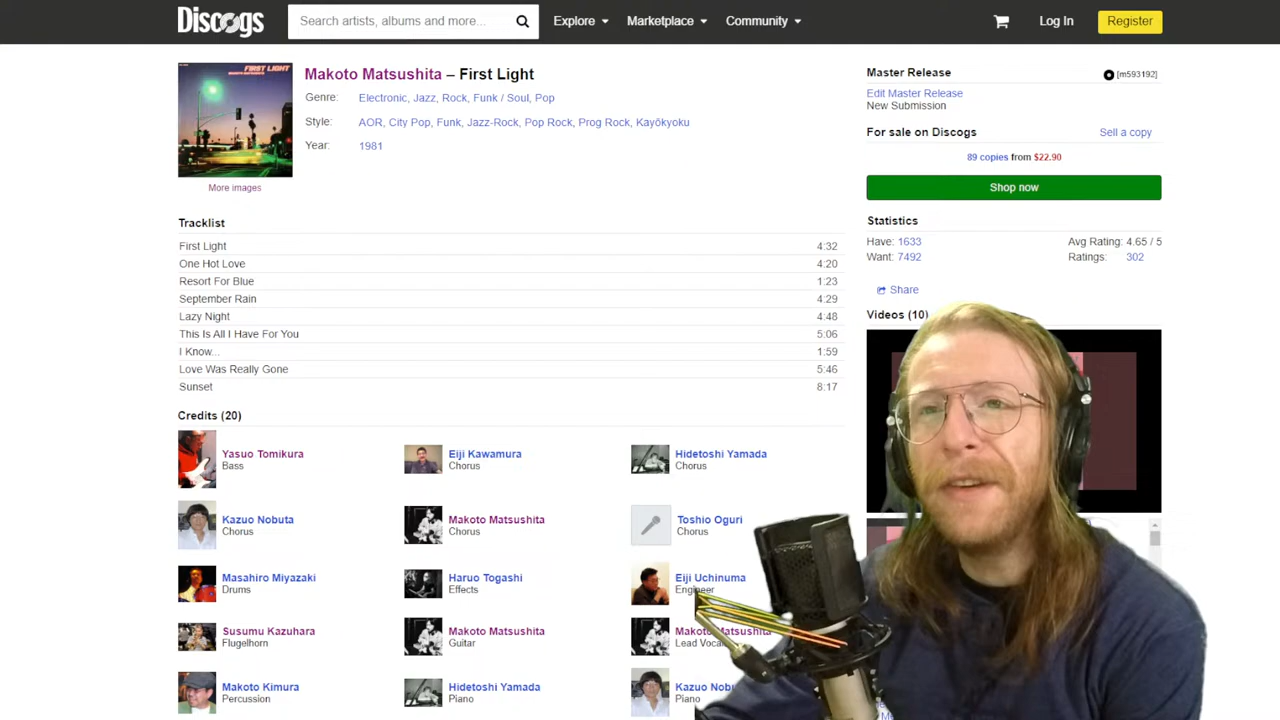 Discogs
Search artists, albums and more...
Explore
Marketplace
Community
Log In
Register
FIRST LIGHT
MAKOTO MATSUSHITA
More images
Makoto Matsushita – First Light
Genre: Electronic, Jazz, Rock, Funk / Soul, Pop
Style: AOR, City Pop, Funk, Jazz-Rock, Pop Rock, Prog Rock, Kayōkyoku
Year: 1981
Master Release
[m593192]
Edit Master Release
New Submission
For sale on Discogs
Sell a copy
89 copies from $22.90
Shop now
Statistics
Have: 1633
Avg Rating: 4.65 / 5
Want: 7492
Ratings: 302
Share
Videos (10)
Tracklist
First Light 4:32
One Hot Love 4:20
Resort For Blue 1:23
September Rain 4:29
Lazy Night 4:48
This Is All I Have For You 5:06
I Know... 1:59
Love Was Really Gone 5:46
Sunset 8:17
Credits (20)
Yasuo Tomikura
Bass
Eiji Kawamura
Chorus
Hidetoshi Yamada
Chorus
Kazuo Nobuta
Chorus
Makoto Matsushita
Chorus
Toshio Oguri
Chorus
Masahiro Miyazaki
Drums
Haruo Togashi
Effects
Eiji Uchinuma
Engineer
Susumu Kazuhara
Flugelhorn
Makoto Matsushita
Guitar
Makoto Matsushita
Lead Voca
Makoto Kimura
Percussion
Hidetoshi Yamada
Piano
Kazuo Nobu
Piano